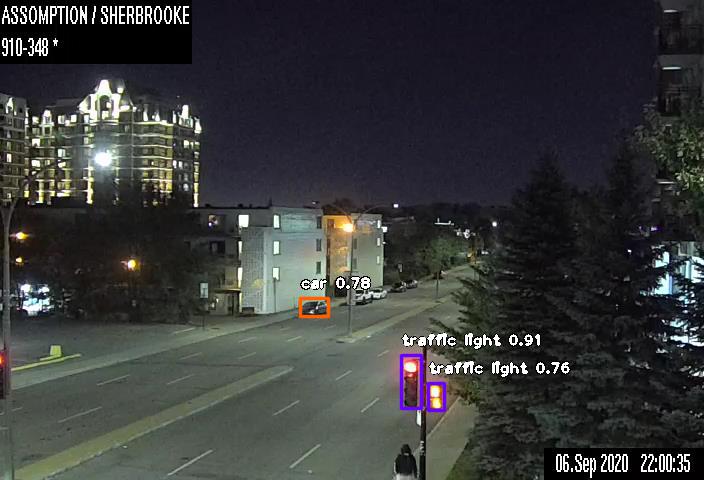 ASSOMPTION / SHERBROOKE
910-348 *
car 0.78
traffic light 0.91
traffic light 0.76
06.Sep 2020 22:00:35